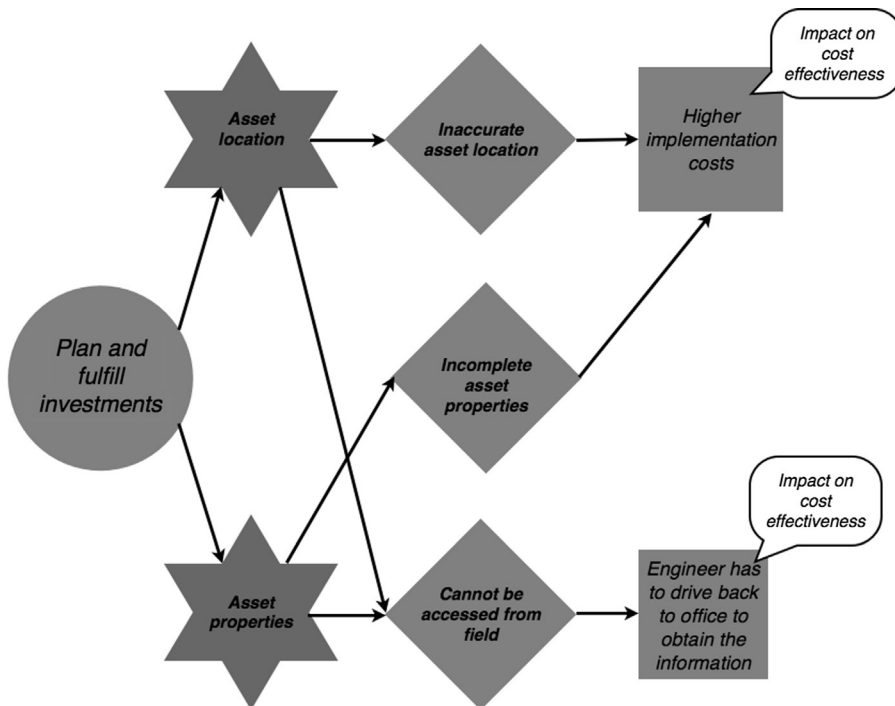 Impact on
cost
effectiveness
Asset
location
Inaccurate
asset location
Higher
implementation
costs
Plan and
fulfill
investments
Incomplete
asset
properties
Impact on
cost
effectiveness
Asset
properties
Cannot be
accessed from
field
Engineer has
to drive back
to office to
obtain the
information